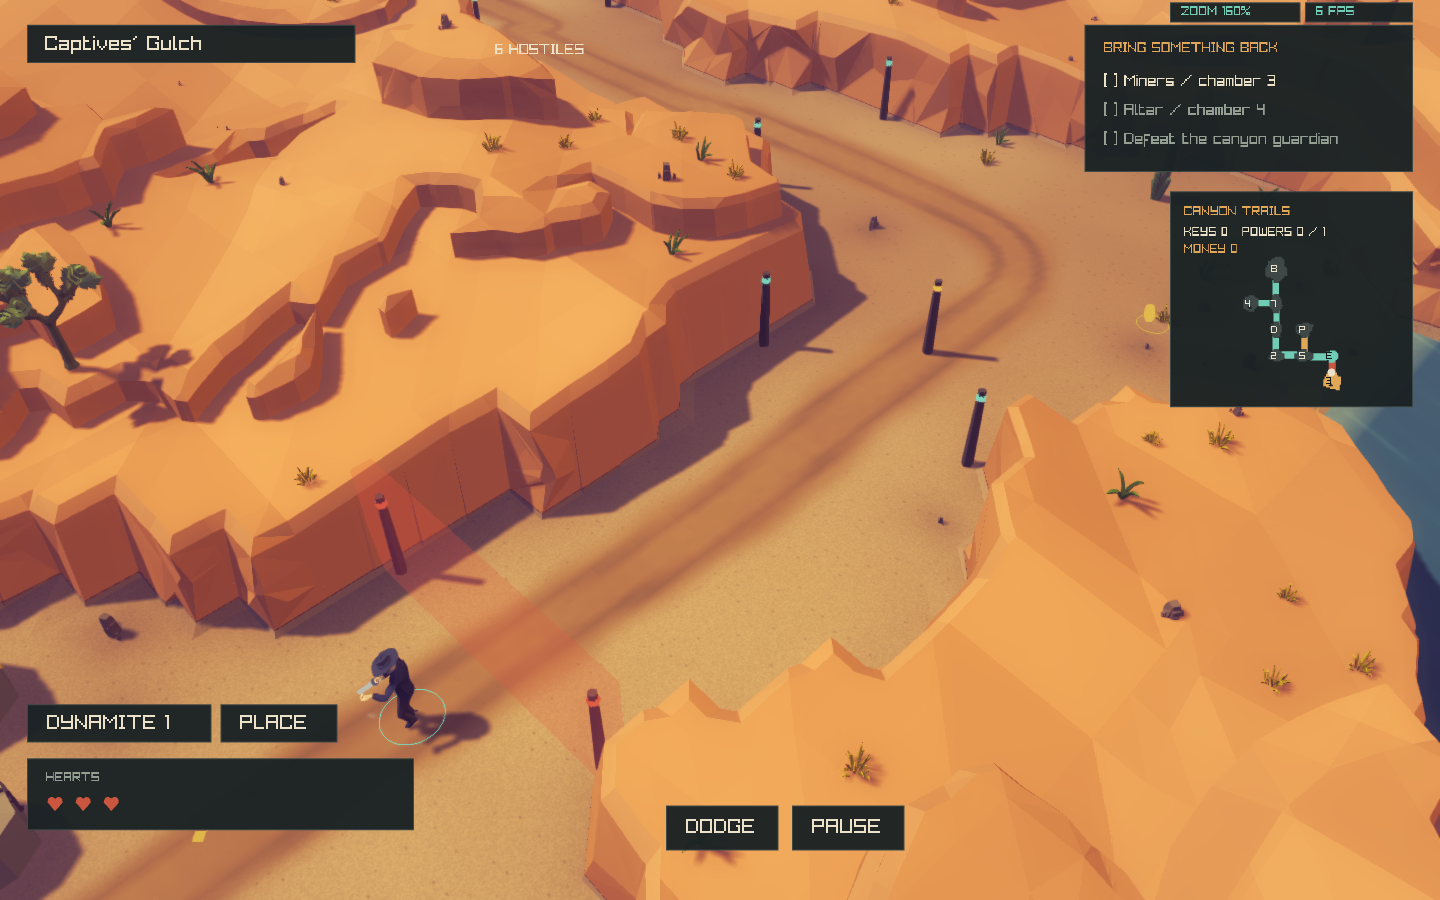 ZOOM 160%
6 FPS
Captives' Gulch
6 HOSTILES
BRING SOMETHING BACK
[ ] Miners / chamber 3
[ ] Altar / chamber 4
[ ] Defeat the canyon guardian
CANYON TRAILS
KEYS 0 POWERS 0 / 1
MONEY 0
B
4 7
D P
2 S E
3
DYNAMITE 1
PLACE
HEARTS
DODGE
PAUSE